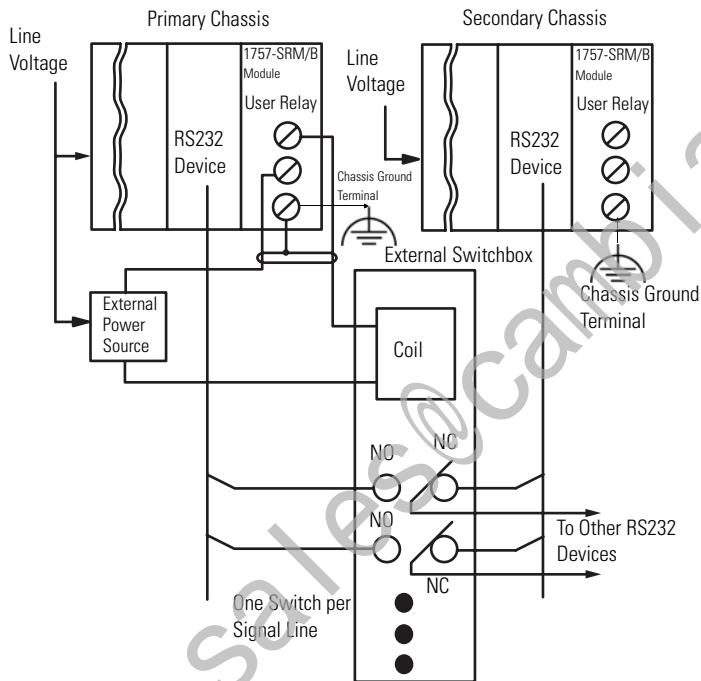 Primary Chassis
Secondary Chassis
Line
Voltage
1757-SRM/B
Module
User Relay
RS232
Device
Chassis Ground
Terminal
Line
Voltage
1757-SRM/B
Module
User Relay
RS232
Device
Chassis Ground
Terminal
External Switchbox
External
Power
Source
Coil
NO
NC
NO
NC
To Other RS232
Devices
One Switch per
Signal Line
sales@cambia